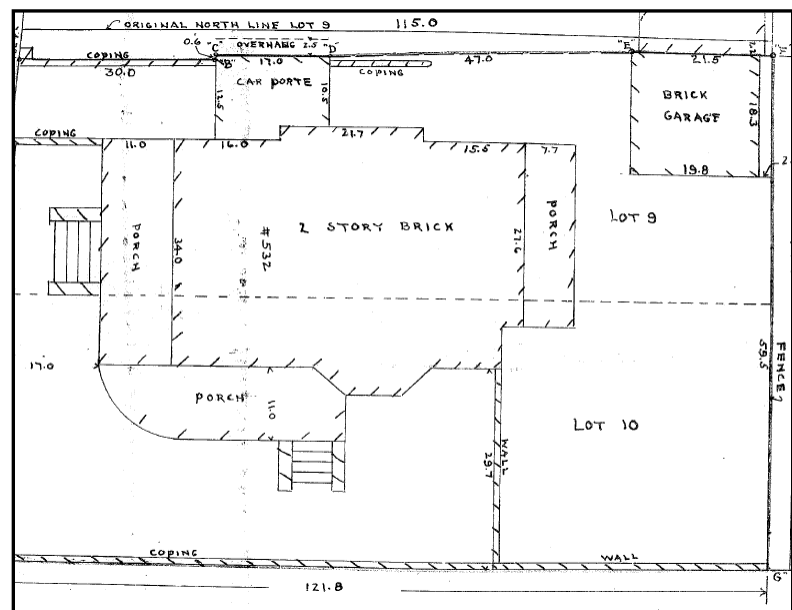 ORIGINAL NORTH LINE LOT 9
115.0
0.6
"C"
OVERHANG 2.5
"D"
"E"
COPING
30.0
"B"
17.0
COPING
47.0
21.5
CAR PORTE
12.5
10.5
BRICK
GARAGE
18.3
COPING
11.0
16.0
21.7
15.5
7.7
19.8
PORCH
34.0
#532
2 STORY BRICK
27.6
PORCH
LOT 9
17.0
PORCH
11.0
29.7
WALL
LOT 10
59.5
FENCE
COPING
WALL
121.8
G"